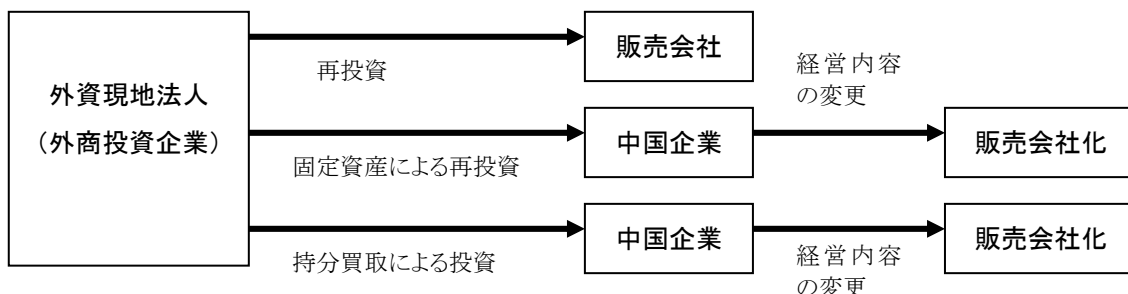 外資現地法人
（外商投資企業）
再投資
販売会社
固定資産による再投資
中国企業
経営内容
の変更
販売会社化
持分買取による投資
中国企業
経営内容
の変更
販売会社化